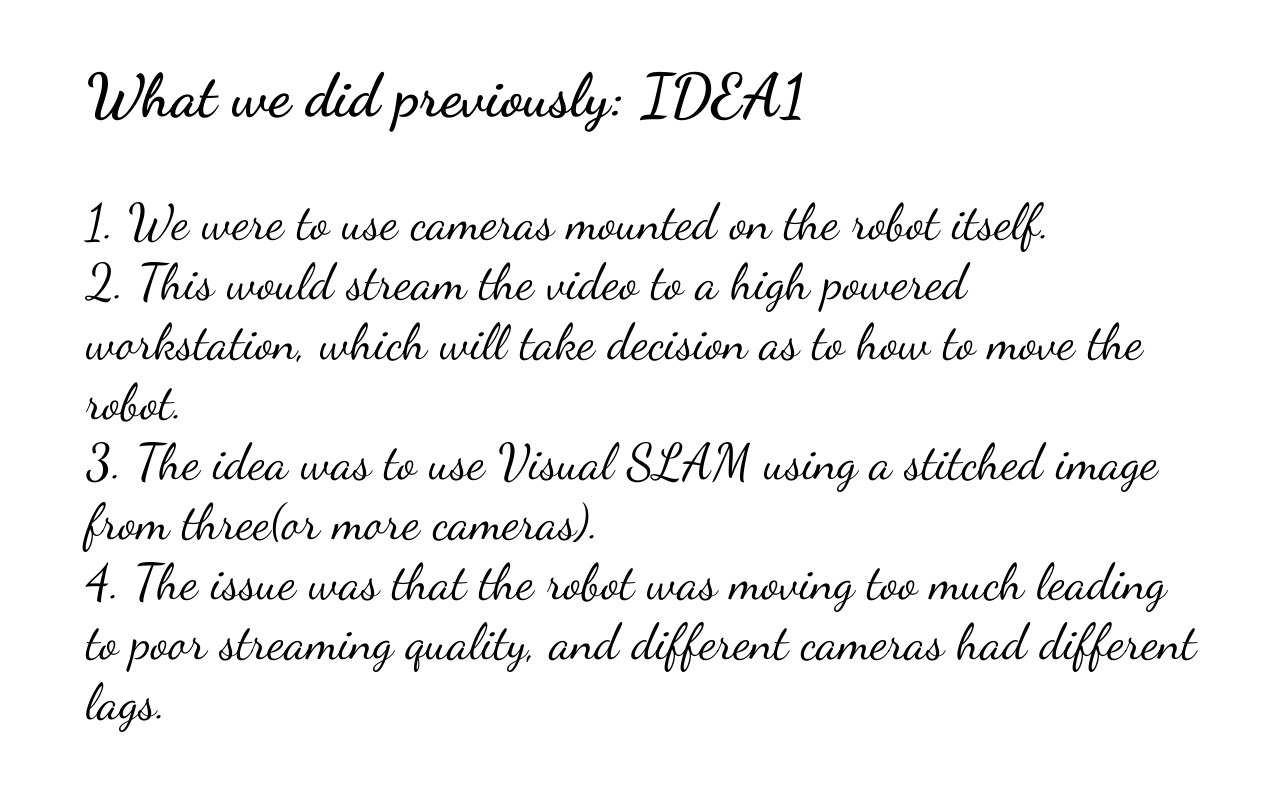 What we did previously: IDEA1
1. We were to use cameras mounted on the robot itself.
2. This would stream the video to a high powered
workstation, which will take decision as to how to move the
robot.
3. The idea was to use Visual SLAM using a stitched image
from three(or more cameras).
4. The issue was that the robot was moving too much leading
to poor streaming quality, and different cameras had different
lags.